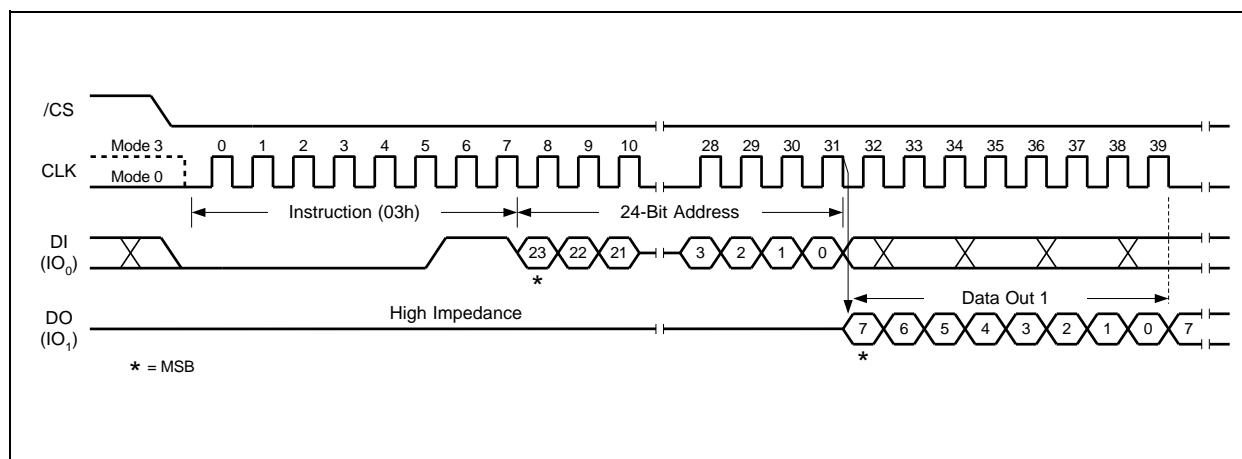 /CS
Mode 3
0 1 2 3 4 5 6 7 8 9 10 28 29 30 31 32 33 34 35 36 37 38 39
CLK
Mode 0
Instruction (03h)
24-Bit Address
DI
(IO0)
23 22 21 3 2 1 0
*
Data Out 1
High Impedance
DO
(IO1)
7 6 5 4 3 2 1 0 7
*
* = MSB